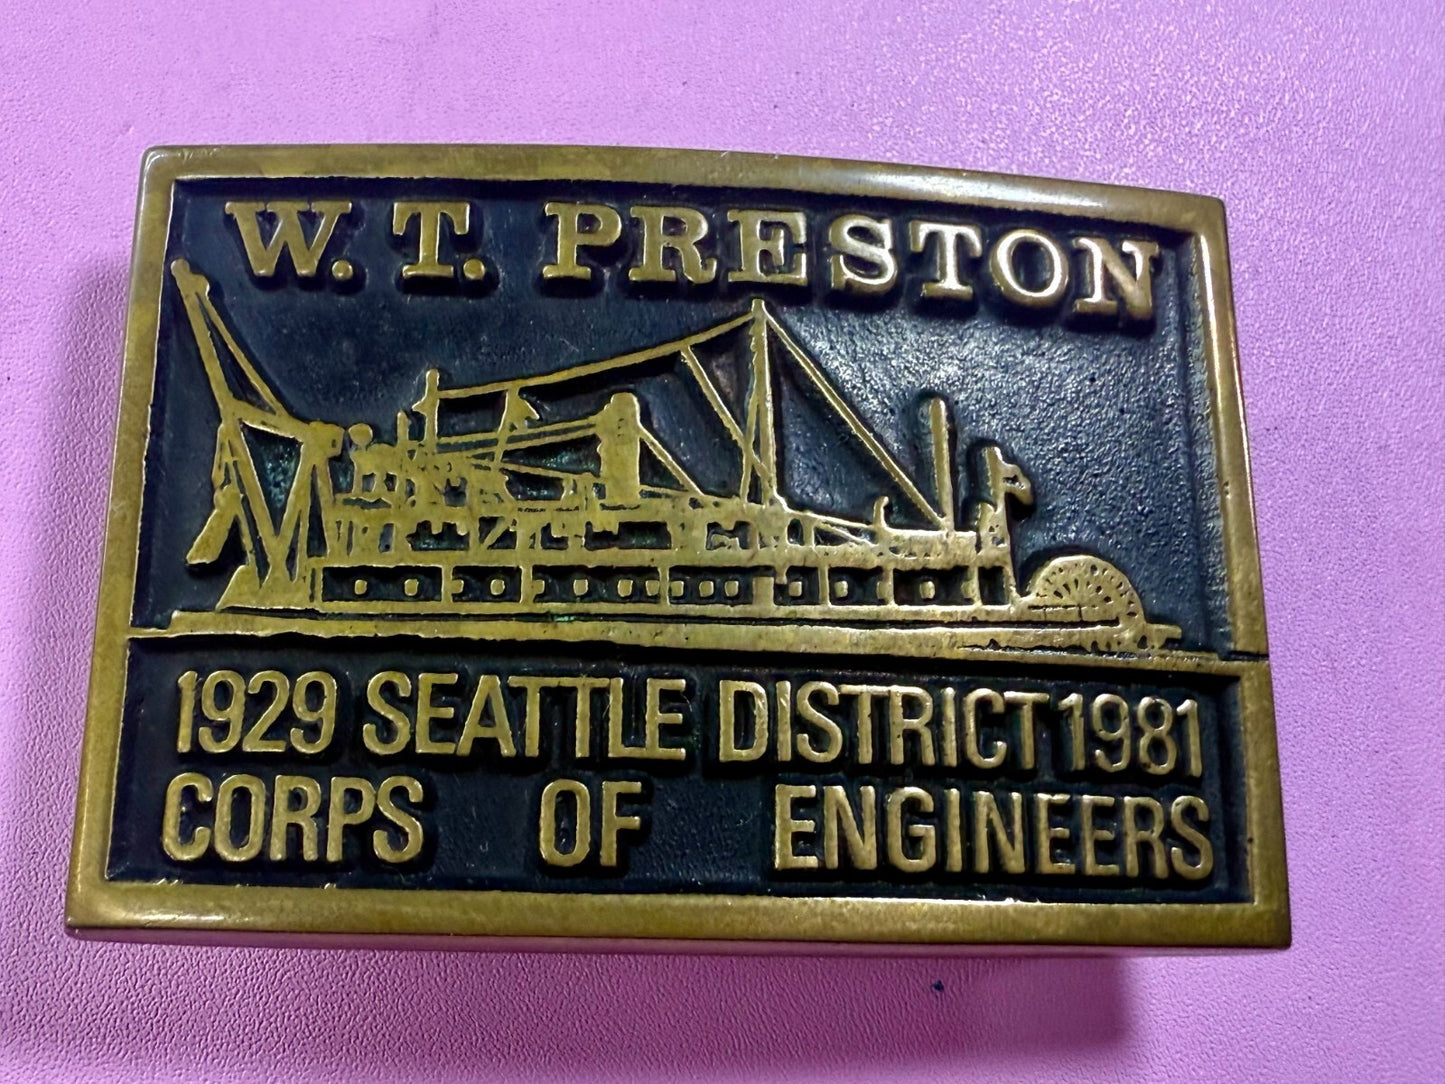 W. T. PRESTON
1929 SEATTLE DISTRICT 1981
CORPS OF ENGINEERS